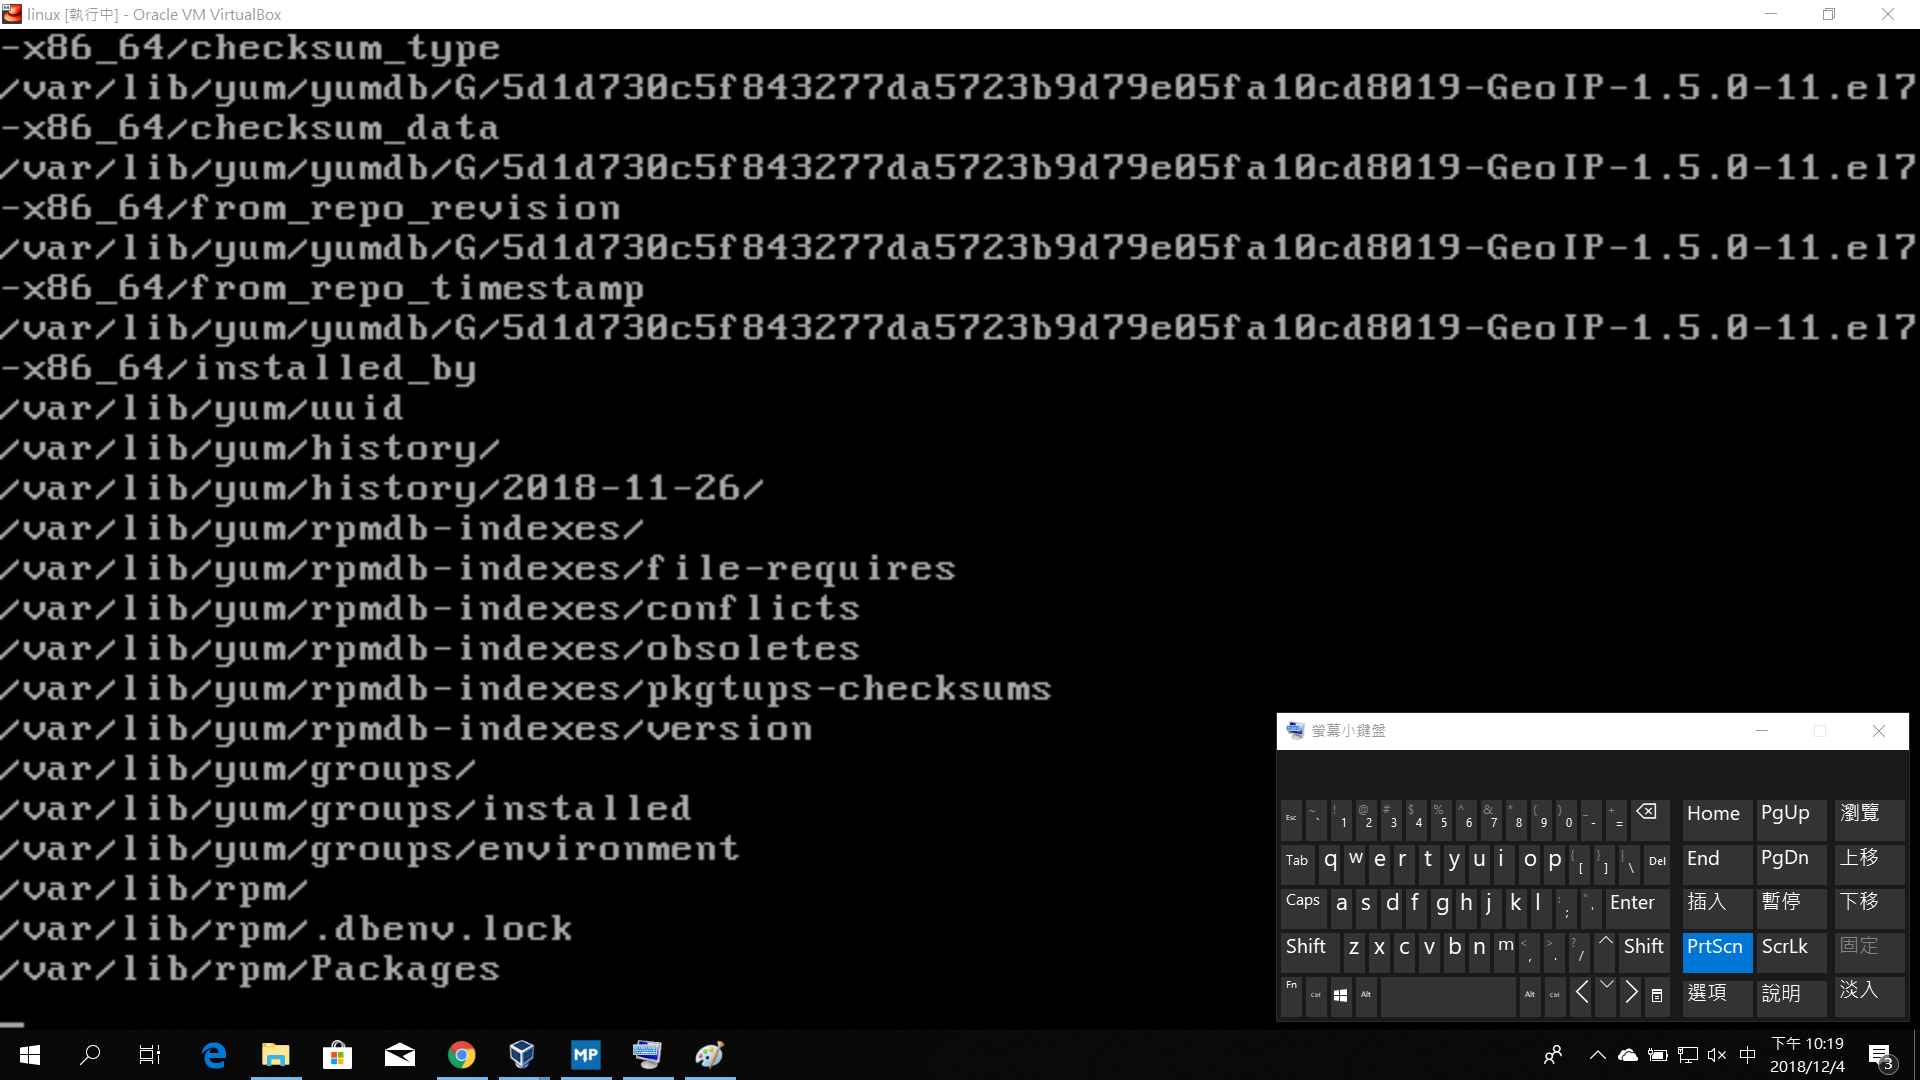 linux [執行中] - Oracle VM VirtualBox
-x86_64/checksum_type
/var/lib/yum/yumdb/G/5d1d730c5f843277da5723b9d79e05fa10cd8019-GeoIP-1.5.0-11.el7
-x86_64/checksum_data
/var/lib/yum/yumdb/G/5d1d730c5f843277da5723b9d79e05fa10cd8019-GeoIP-1.5.0-11.el7
-x86_64/from_repo_revision
/var/lib/yum/yumdb/G/5d1d730c5f843277da5723b9d79e05fa10cd8019-GeoIP-1.5.0-11.el7
-x86_64/from_repo_timestamp
/var/lib/yum/yumdb/G/5d1d730c5f843277da5723b9d79e05fa10cd8019-GeoIP-1.5.0-11.el7
-x86_64/installed_by
/var/lib/yum/uuid
/var/lib/yum/history/
/var/lib/yum/history/2018-11-26/
/var/lib/yum/rpmdb-indexes/
/var/lib/yum/rpmdb-indexes/file-requires
/var/lib/yum/rpmdb-indexes/conflicts
/var/lib/yum/rpmdb-indexes/obsoletes
/var/lib/yum/rpmdb-indexes/pkgtups-checksums
/var/lib/yum/rpmdb-indexes/version
/var/lib/yum/groups/
/var/lib/yum/groups/installed
/var/lib/yum/groups/environment
/var/lib/rpm/
/var/lib/rpm/.dbenv.lock
/var/lib/rpm/Packages
螢幕小鍵盤
Esc ~ ` ! 1 @ 2 # 3 $ 4 % 5 ^ 6 & 7 * 8 ( 9 ) 0 _ - + = Home PgUp 瀏覽
Tab q w e r t y u i o p { [ } ] | \ Del End PgDn 上移
Caps a s d f g h j k l : ; " ' Enter 插入 暫停 下移
Shift z x c v b n m < , > . ? / Shift PrtScn ScrLk 固定
Fn Ctrl Alt Alt Ctrl 選項 說明 淡入
MP
中
下午 10:19
2018/12/4
3